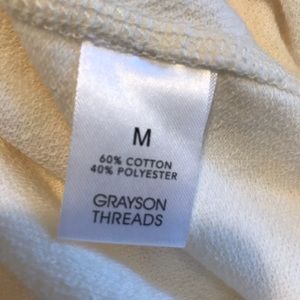 M
60% COTTON
40% POLYESTER
GRAYSON
THREADS